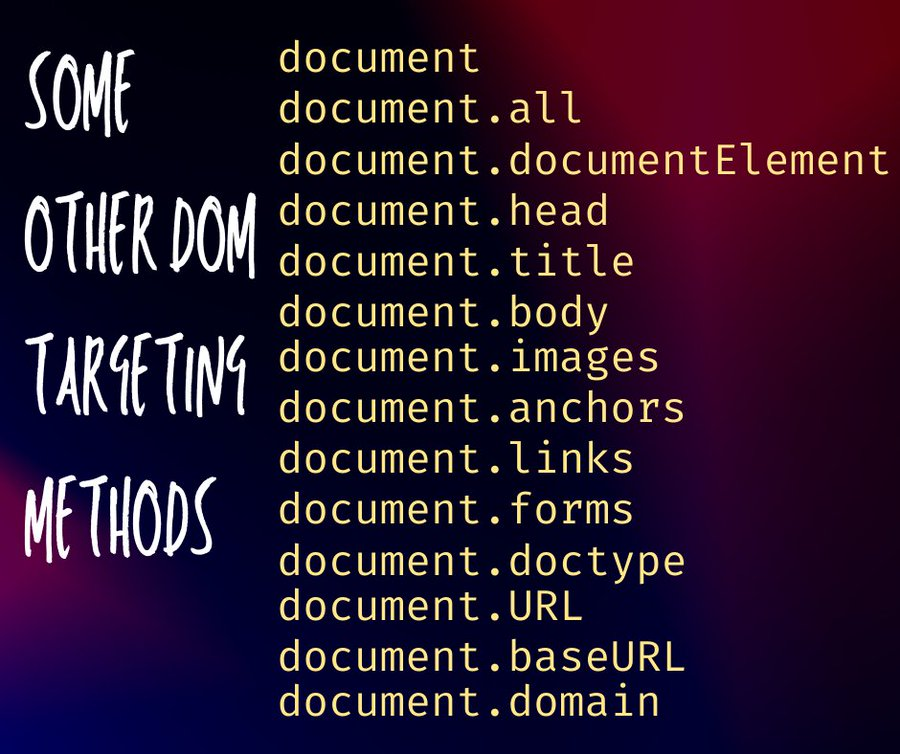 SOME
OTHER DOM
TARGETING
METHODS
document
document.all
document.documentElement
document.head
document.title
document.body
document.images
document.anchors
document.links
document.forms
document.doctype
document.URL
document.baseURL
document.domain